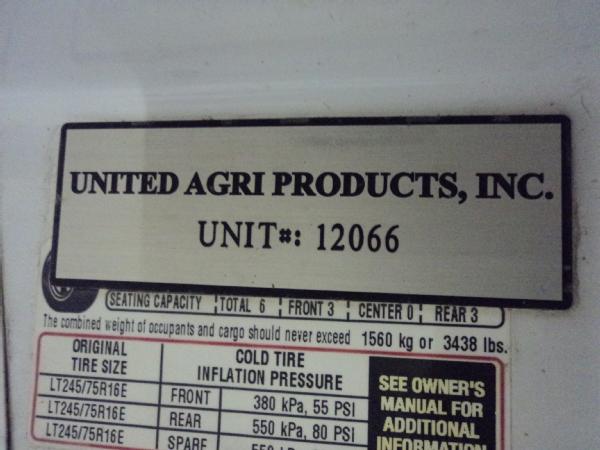 UNITED AGRI PRODUCTS, INC.
UNIT#: 12066
SEATING CAPACITY TOTAL 6 FRONT 3 CENTER 0 REAR 3
The combined weight of occupants and cargo should never exceed 1560 kg or 3438 lbs.
ORIGINAL
TIRE SIZE
COLD TIRE
INFLATION PRESSURE
LT245/75R16E FRONT 380 kPa, 55 PSI
LT245/75R16E REAR 550 kPa, 80 PSI
LT245/75R16E SPARE
SEE OWNER'S
MANUAL FOR
ADDITIONAL
INFORMATION